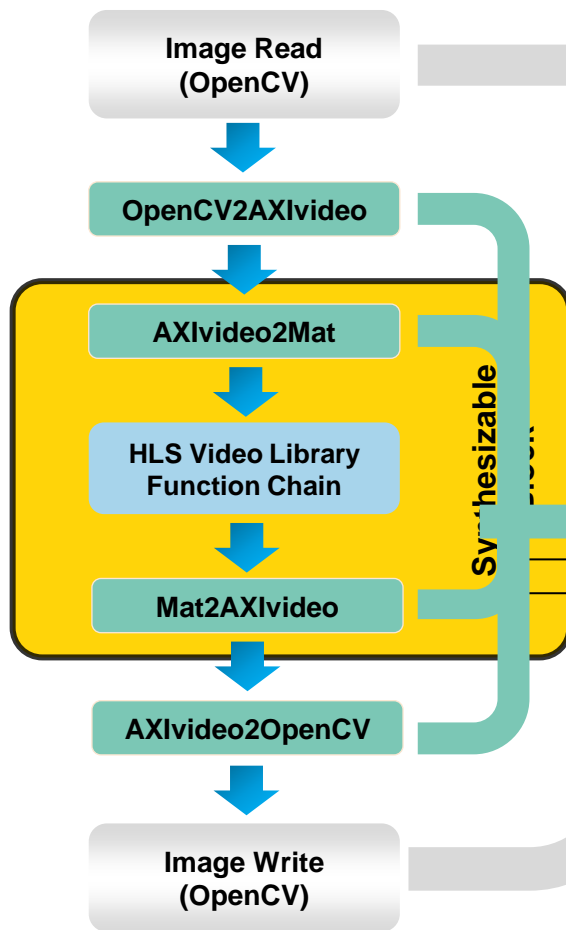 Image Read
(OpenCV)
OpenCV2AXIvideo
AXIvideo2Mat
HLS Video Library
Function Chain
Synthesizable
Mat2AXIvideo
AXIvideo2OpenCV
Image Write
(OpenCV)